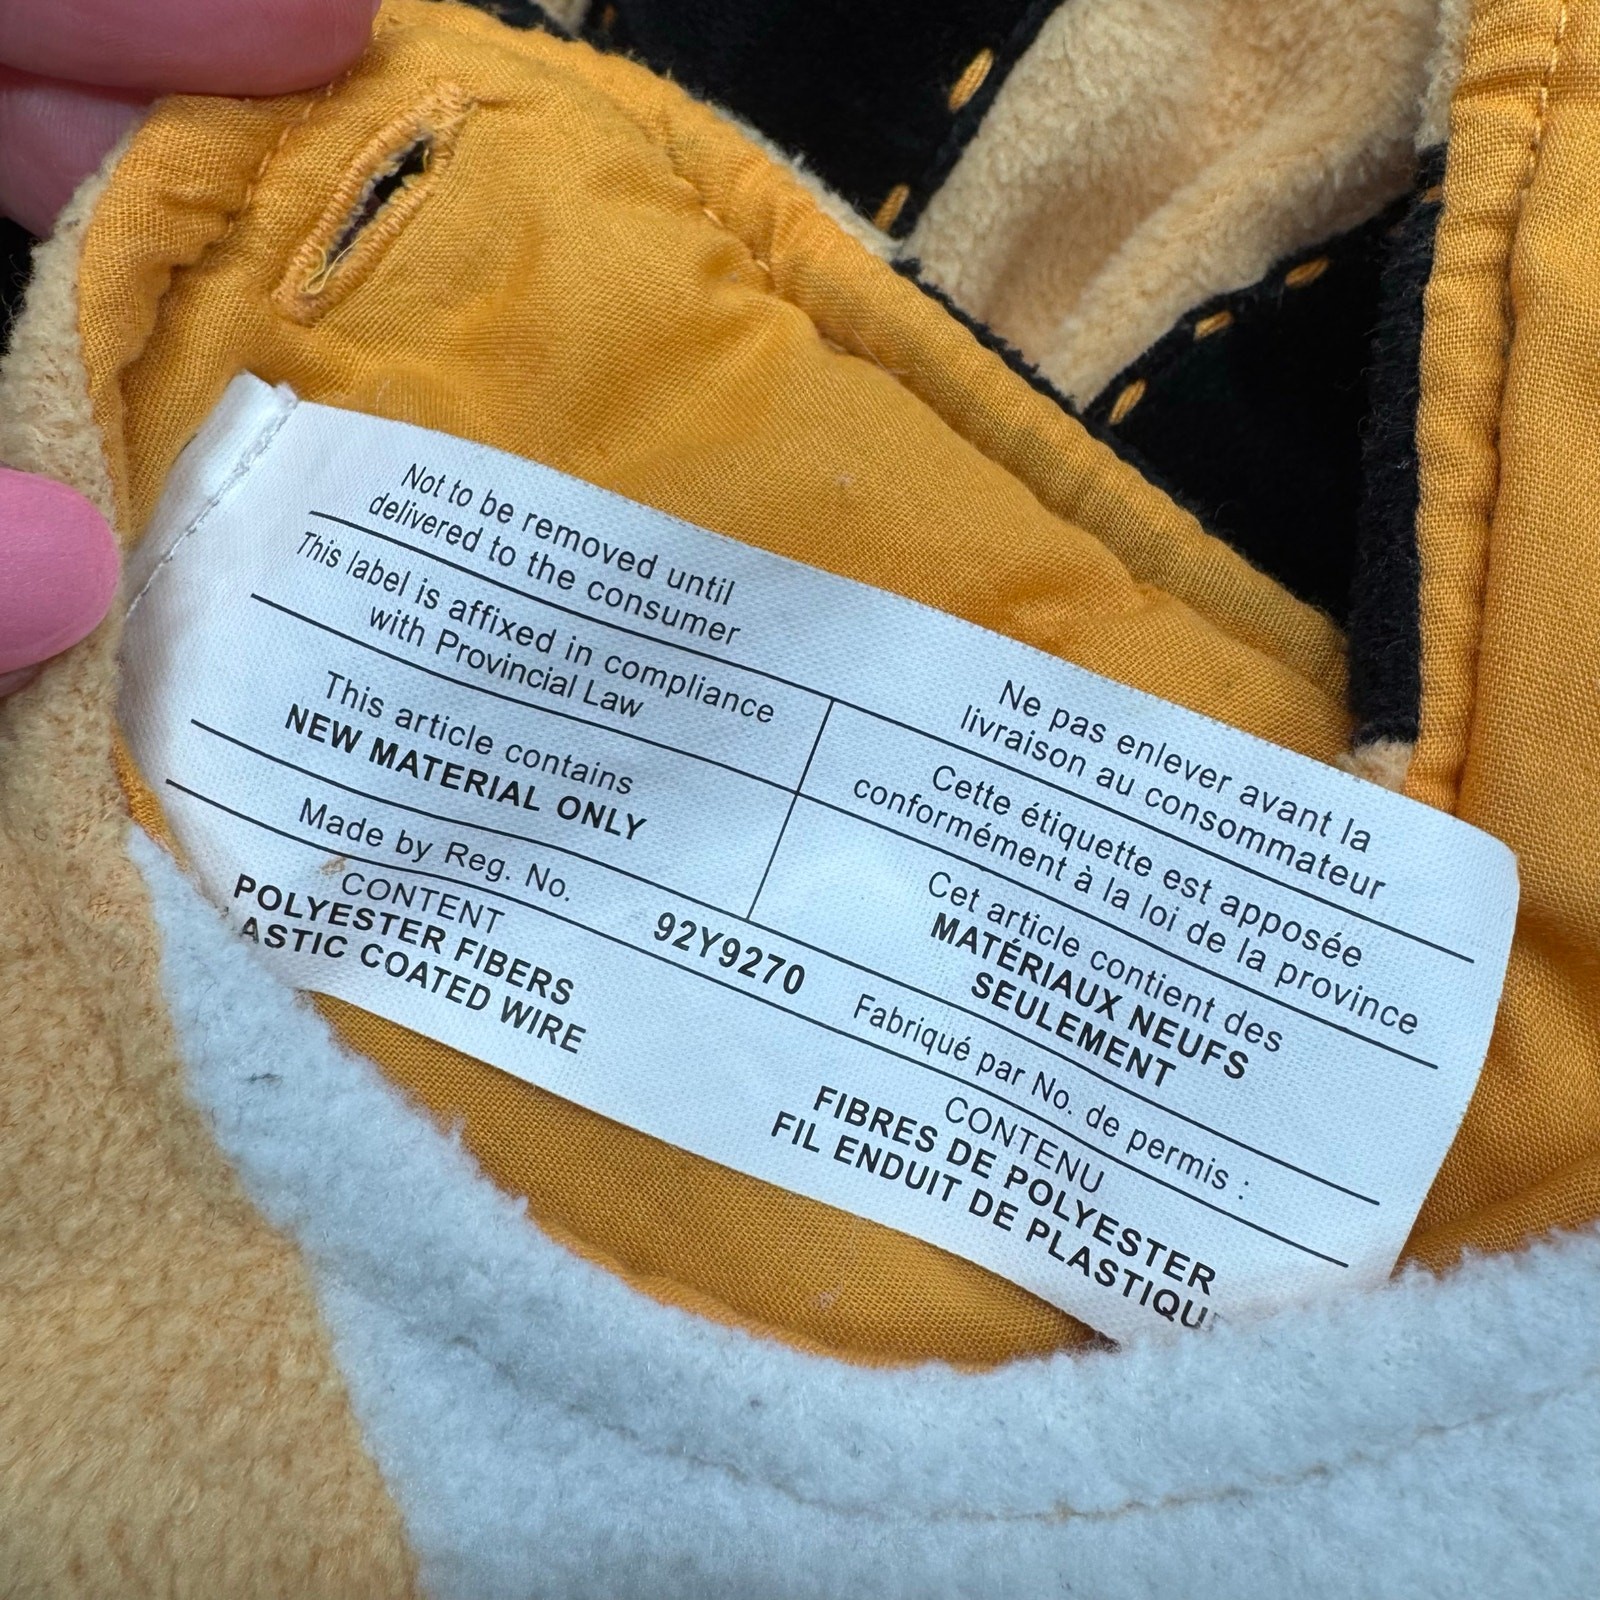 Not to be removed until
delivered to the consumer
Ne pas enlever avant la
livraison au consommateur
This label is affixed in compliance
with Provincial Law
Cette étiquette est apposée
conformément à la loi de la province
This article contains
NEW MATERIAL ONLY
Cet article contient des
MATÉRIAUX NEUFS
SEULEMENT
Made by Reg. No. 92Y9270 Fabriqué par No. de permis :
CONTENT
POLYESTER FIBERS
ASTIC COATED WIRE
CONTENU
FIBRES DE POLYESTER
FIL ENDUIT DE PLASTIQU